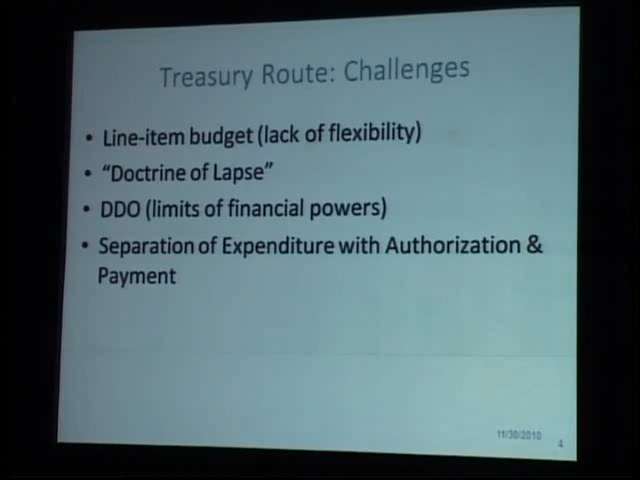 Treasury Route: Challenges
• Line-item budget (lack of flexibility)
• “Doctrine of Lapse”
• DDO (limits of financial powers)
• Separation of Expenditure with Authorization &
Payment
11/30/2010
4